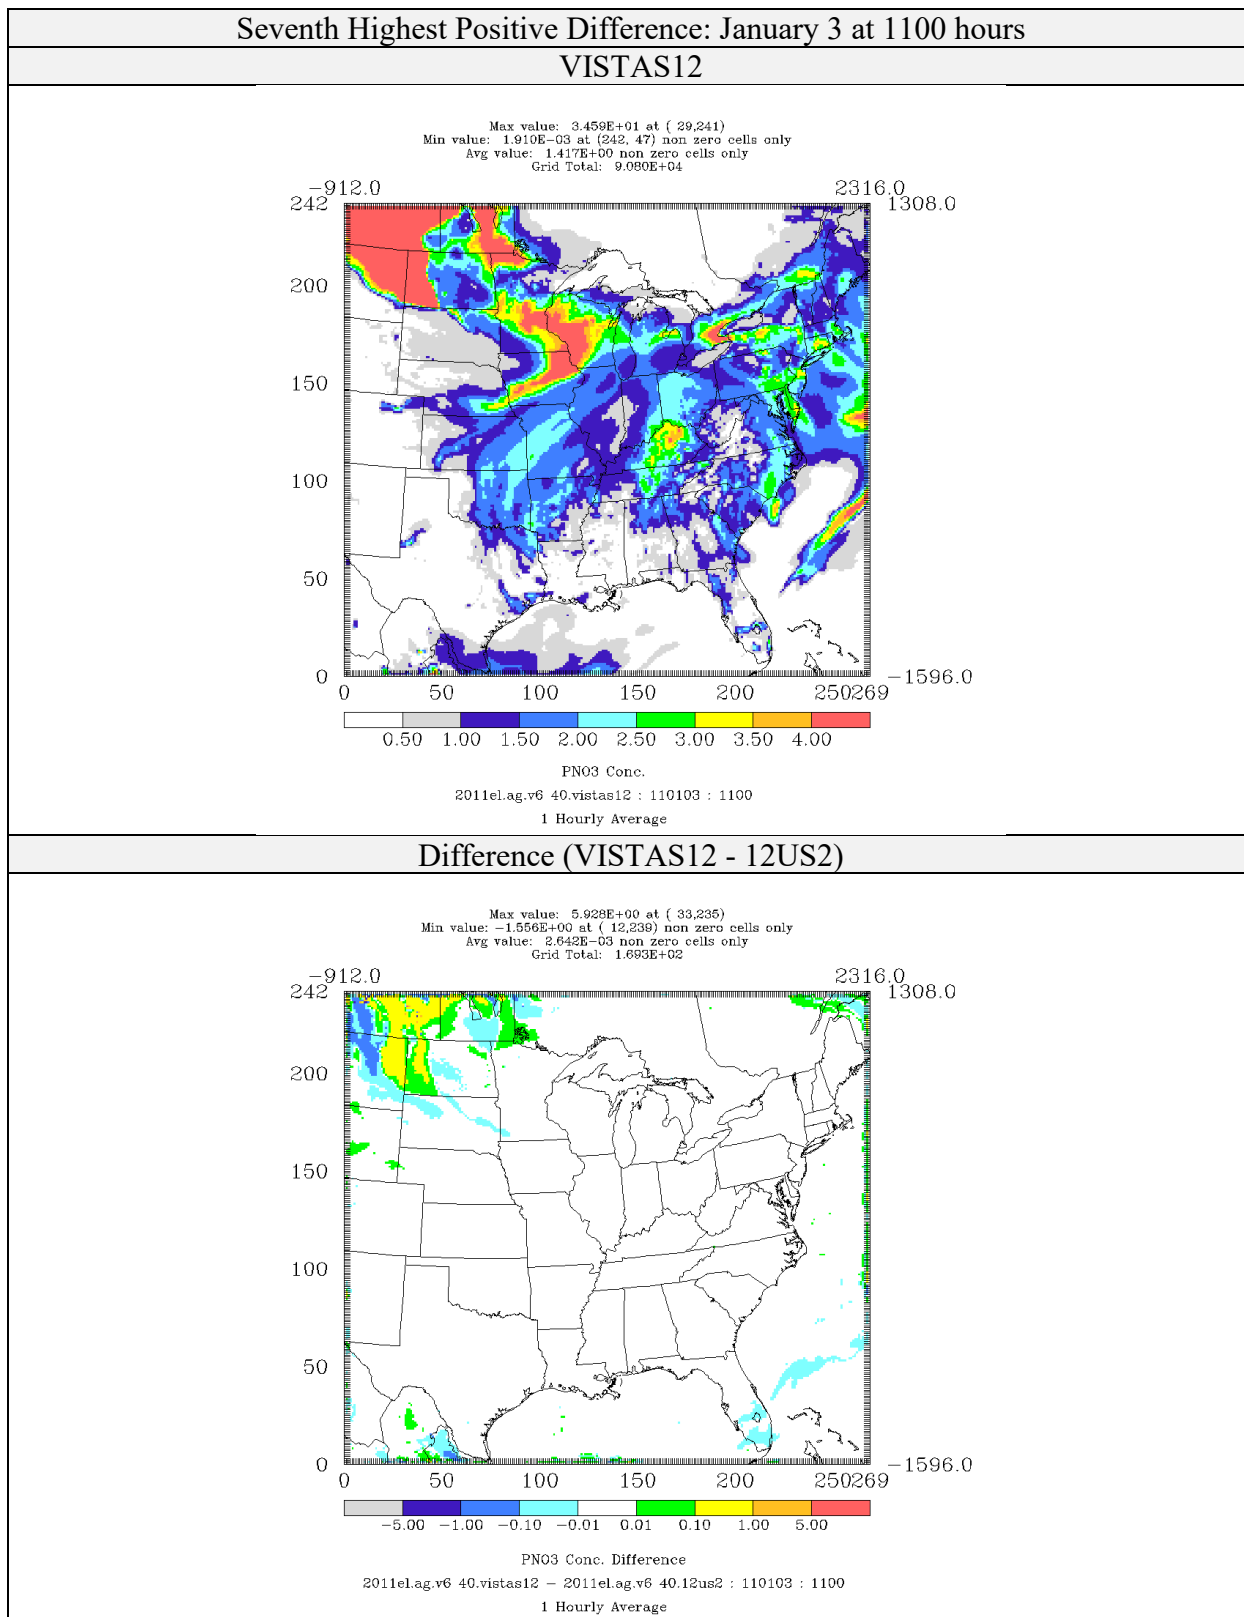 Seventh Highest Positive Difference: January 3 at 1100 hours
VISTAS12
Max value: 3.459E+01 at ( 29,241)
Min value: 1.910E-03 at (242, 47) non zero cells only
Avg value: 1.417E+00 non zero cells only
Grid Total: 9.080E+04
-912.0 2316.0
242 1308.0
200
150
100
50
0 -1596.0
0 50 100 150 200 250 269
0.50 1.00 1.50 2.00 2.50 3.00 3.50 4.00
PNO3 Conc.
2011el.ag.v6 40.vistas12 : 110103 : 1100
1 Hourly Average
Difference (VISTAS12 - 12US2)
Max value: 5.928E+00 at ( 33,235)
Min value: -1.556E+00 at ( 12,239) non zero cells only
Avg value: 2.642E-03 non zero cells only
Grid Total: 1.693E+02
-912.0 2316.0
242 1308.0
200
150
100
50
0 -1596.0
0 50 100 150 200 250 269
-5.00 -1.00 -0.10 -0.01 0.01 0.10 1.00 5.00
PNO3 Conc. Difference
2011el.ag.v6 40.vistas12 - 2011el.ag.v6 40.12us2 : 110103 : 1100
1 Hourly Average